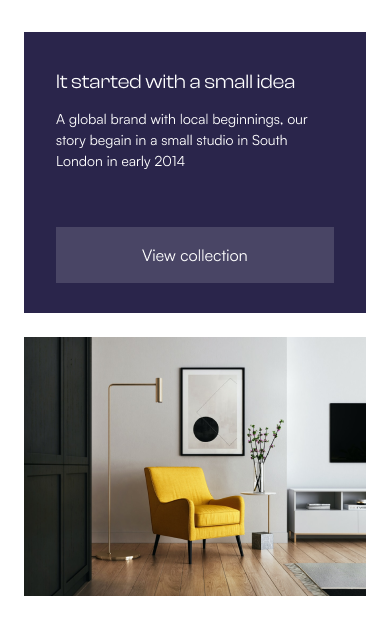 It started with a small idea
A global brand with local beginnings, our
story begain in a small studio in South
London in early 2014
View collection